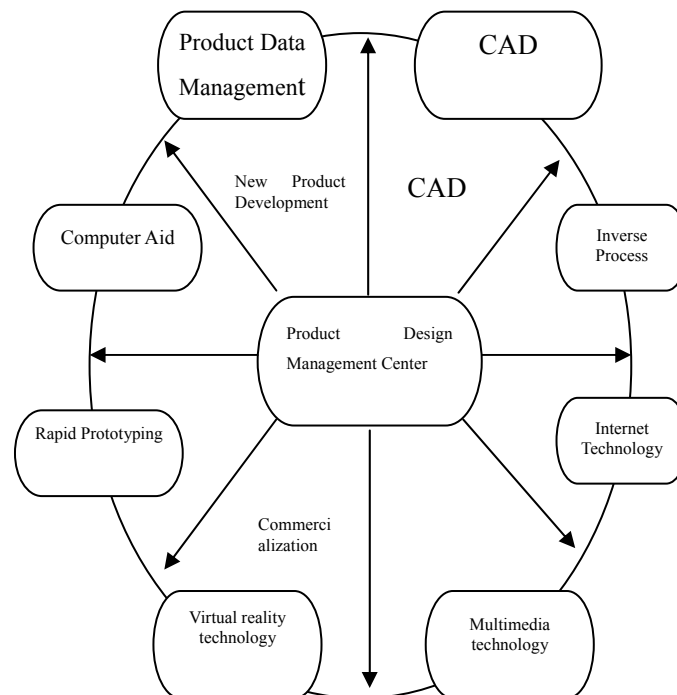 Product Data
Management
CAD
New Product
Development
CAD
Computer Aid
Inverse
Process
Product Design
Management Center
Rapid Prototyping
Internet
Technology
Commerci
alization
Virtual reality
technology
Multimedia
technology